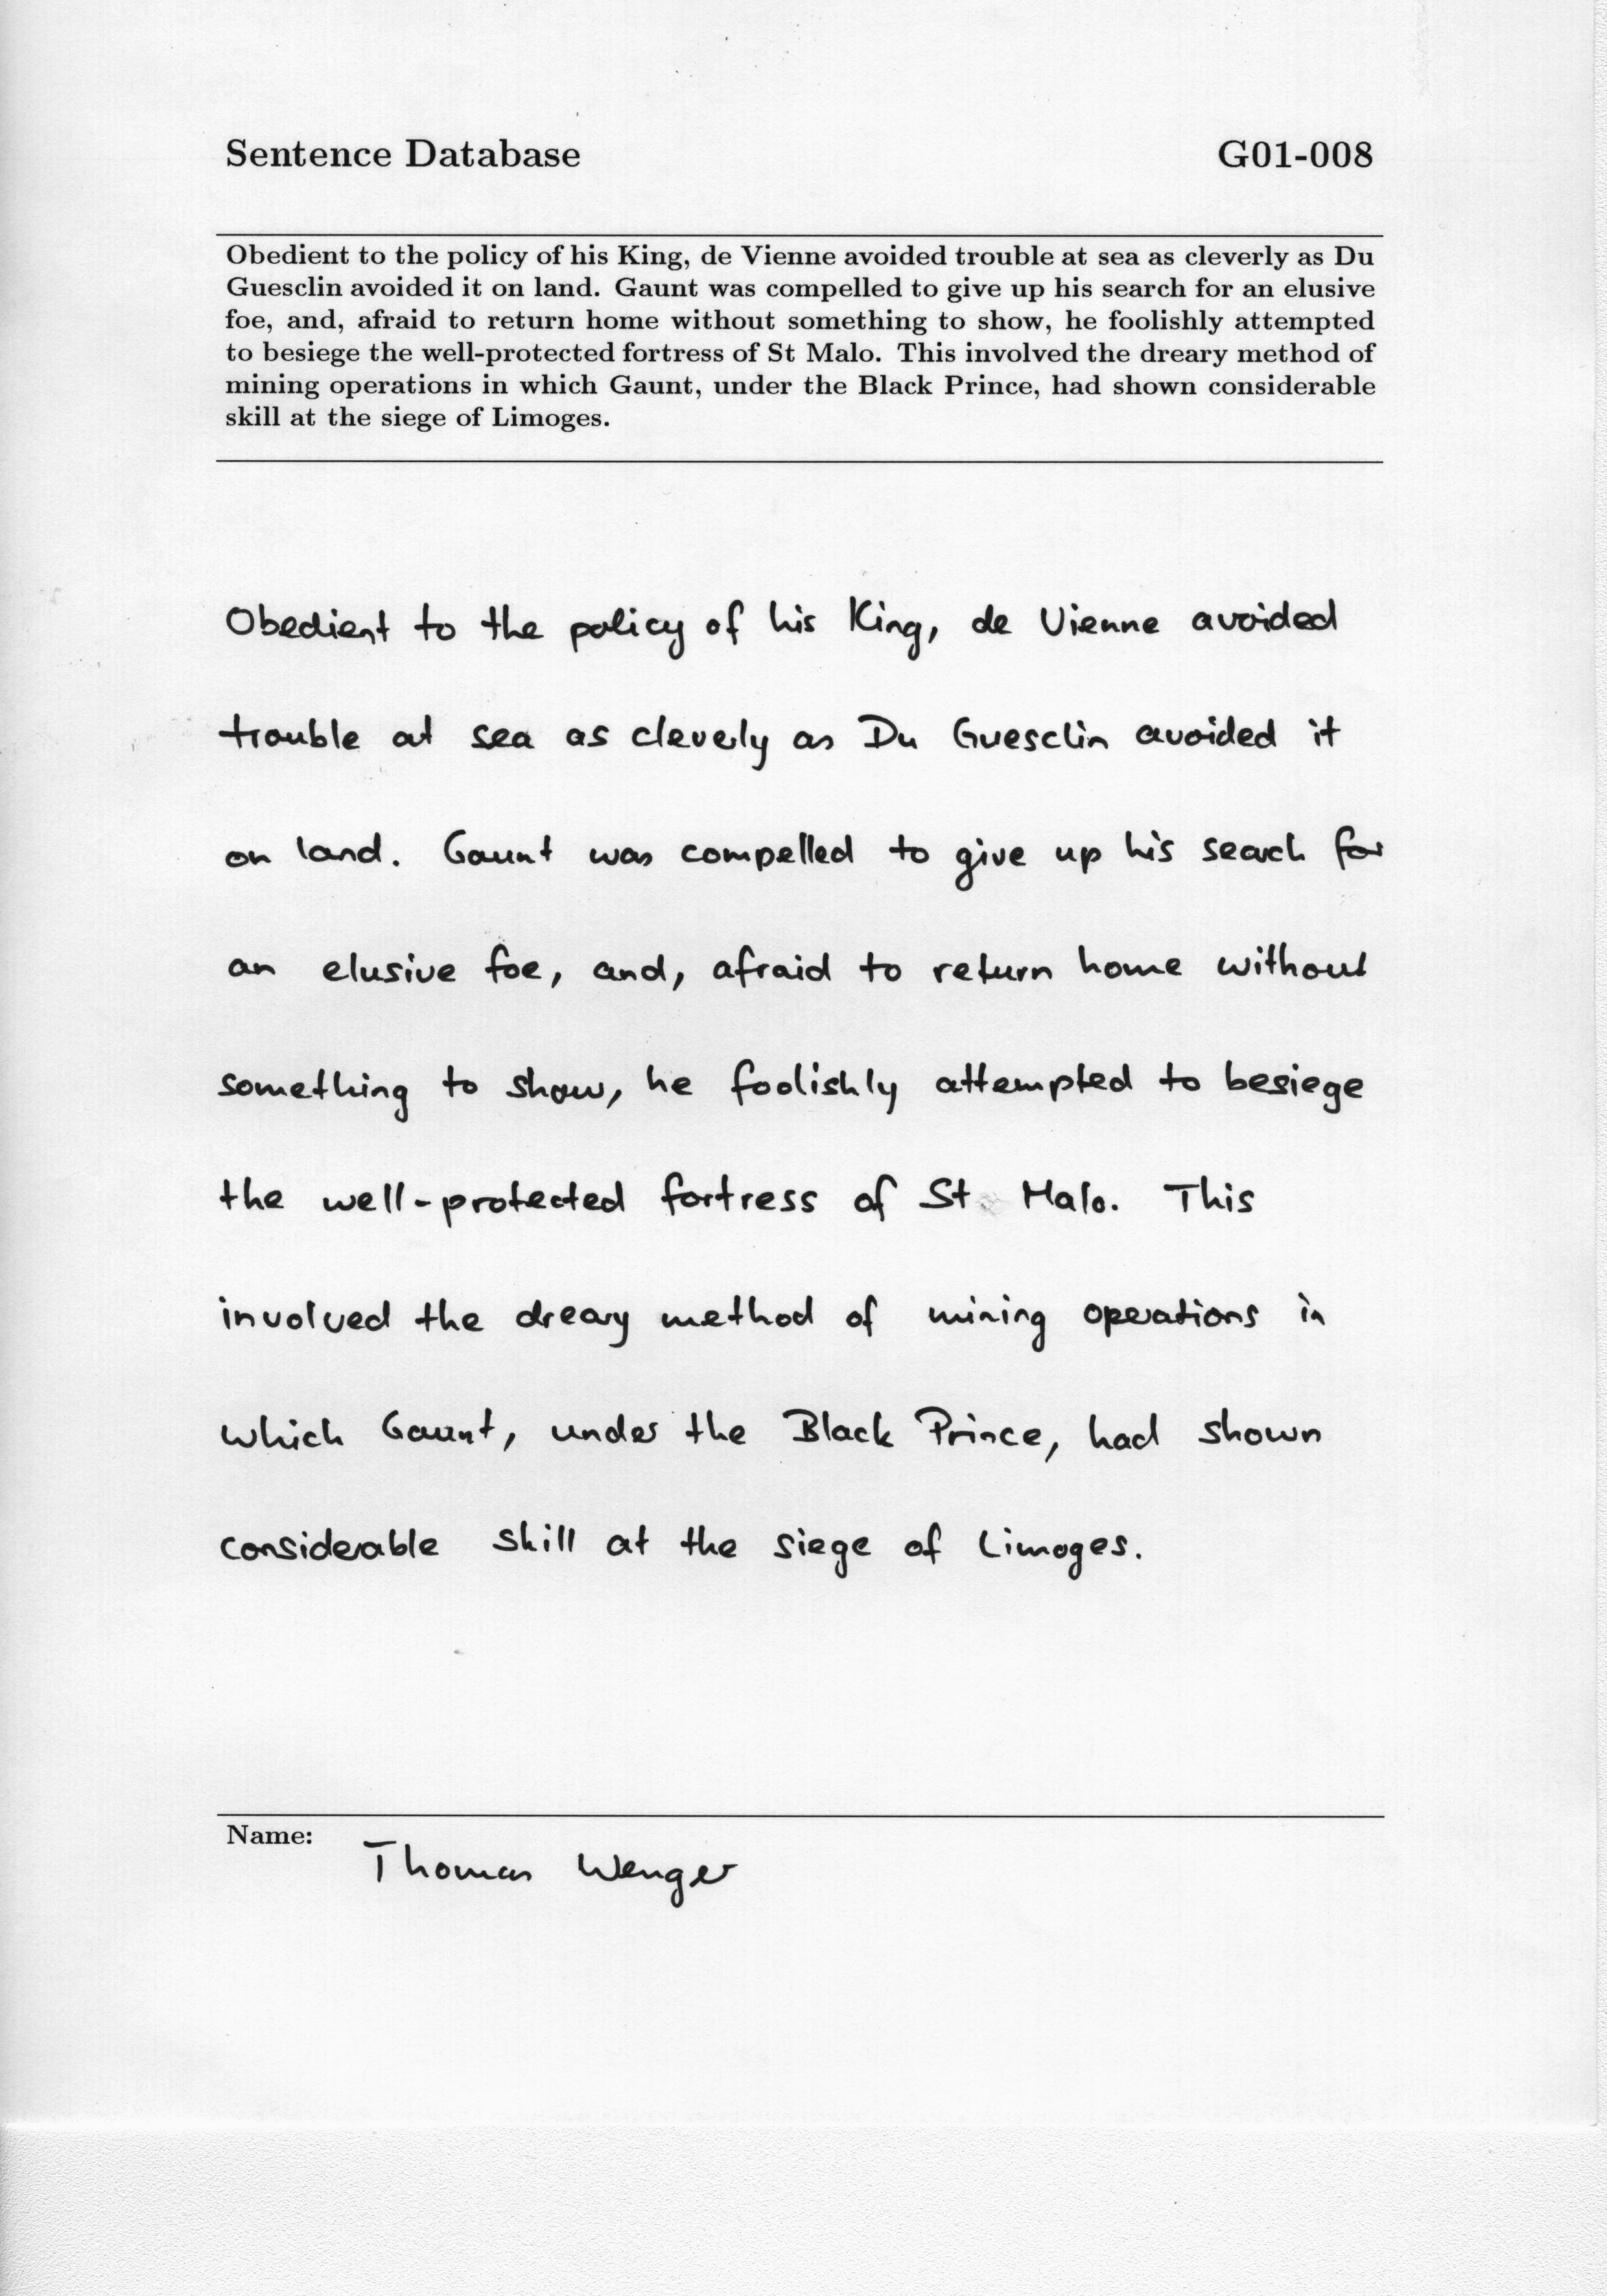 Sentence Database G01-008
Obedient to the policy of his King, de Vienne avoided trouble at sea as cleverly as Du
Guesclin avoided it on land. Gaunt was compelled to give up his search for an elusive
foe, and, afraid to return home without something to show, he foolishly attempted
to besiege the well-protected fortress of St Malo. This involved the dreary method of
mining operations in which Gaunt, under the Black Prince, had shown considerable
skill at the siege of Limoges.
Obedient to the policy of his King, de Vienne avoided
trouble at sea as cleverly as Du Guesclin avoided it
on land. Gaunt was compelled to give up his search for
an elusive foe, and, afraid to return home without
something to show, he foolishly attempted to besiege
the well-protected fortress of St Malo. This
involved the dreary method of mining operations in
which Gaunt, under the Black Prince, had shown
considerable skill at the siege of Limoges.
Name: Thomas Wenger